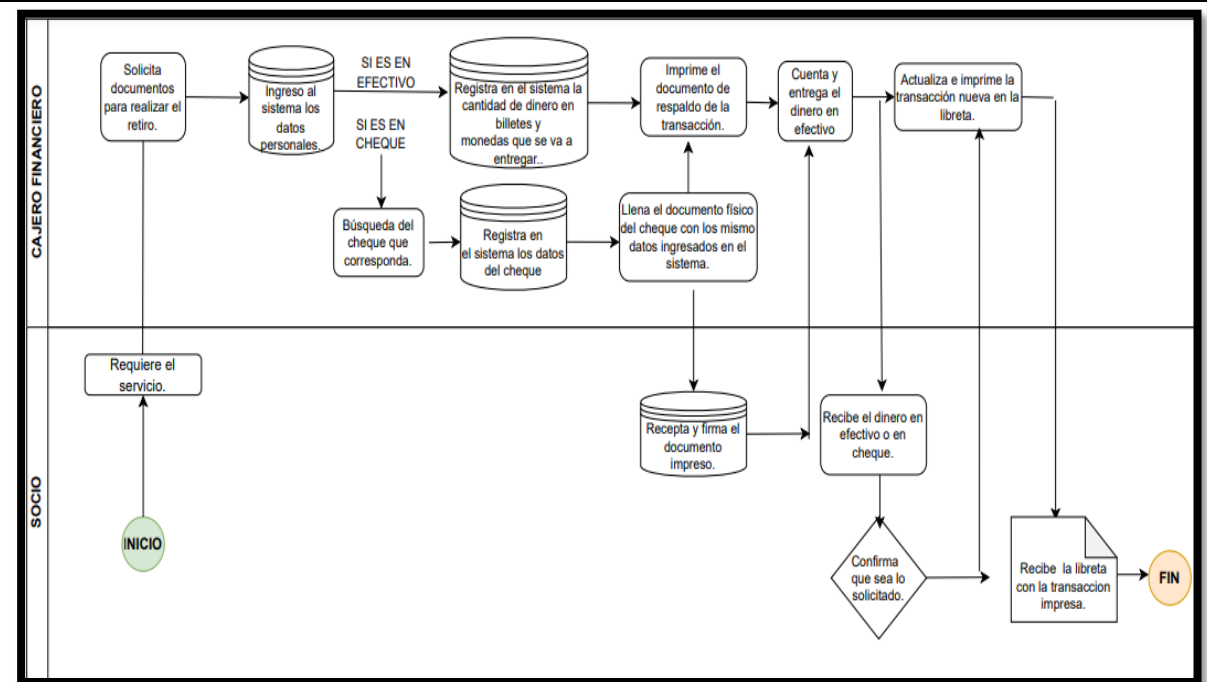 CAJERO FINANCIERO
Solicita
documentos
para realizar el
retiro.
Ingreso al
sistema los
datos
personales.
SI ES EN
EFECTIVO
SI ES EN
CHEQUE
Registra en el sistema la
cantidad de dinero en
billetes y
monedas que se va a
entregar..
Imprime el
documento de
respaldo de la
transacción.
Cuenta y
entrega el
dinero en
efectivo
Actualiza e imprime la
transacción nueva en la
libreta.
Búsqueda del
cheque que
corresponda.
Registra en
el sistema los datos
del cheque
Llena el documento físico
del cheque con los mismo
datos ingresados en el
sistema.
SOCIO
Requiere el
servicio.
INICIO
Recepta y firma el
documento
impreso.
Recibe el dinero en
efectivo o en
cheque.
Confirma
que sea lo
solicitado.
Recibe la libreta
con la transaccion
impresa.
FIN